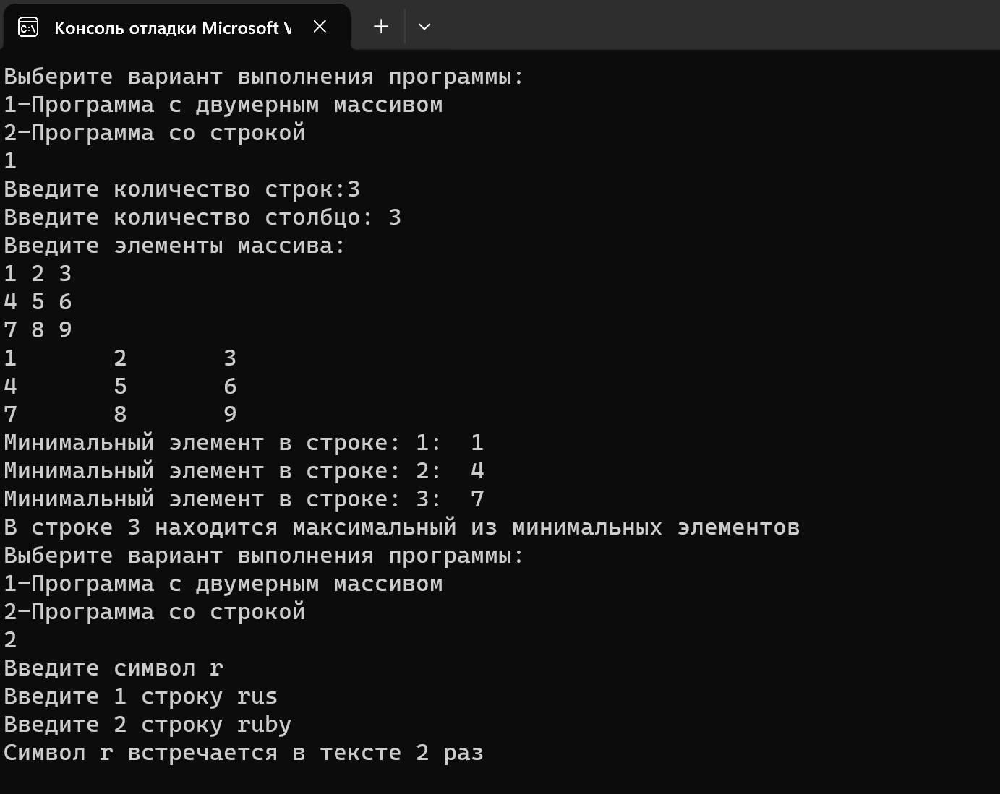 Консоль отладки Microsoft V
Выберите вариант выполнения программы:
1-Программа с двумерным массивом
2-Программа со строкой
1
Введите количество строк:3
Введите количество столбцо: 3
Введите элементы массива:
1 2 3
4 5 6
7 8 9
1 2 3
4 5 6
7 8 9
Минимальный элемент в строке: 1: 1
Минимальный элемент в строке: 2: 4
Минимальный элемент в строке: 3: 7
В строке 3 находится максимальный из минимальных элементов
Выберите вариант выполнения программы:
1-Программа с двумерным массивом
2-Программа со строкой
2
Введите символ r
Введите 1 строку rus
Введите 2 строку ruby
Символ r встречается в тексте 2 раз